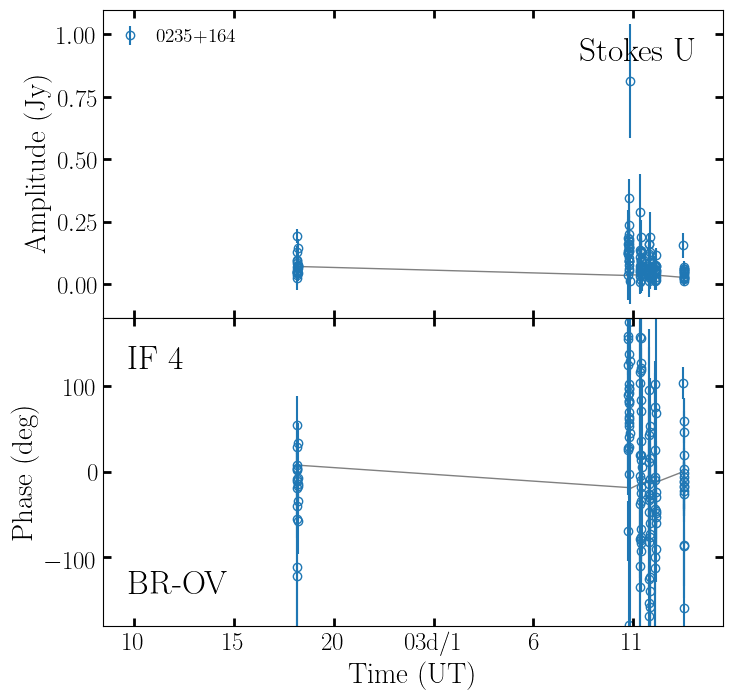 0235+164
Stokes U
1.00
0.75
0.50
0.25
0.00
Amplitude (Jy)
IF 4
100
0
−100
Phase (deg)
BR-OV
10 15 20 03d/1 6 11
Time (UT)